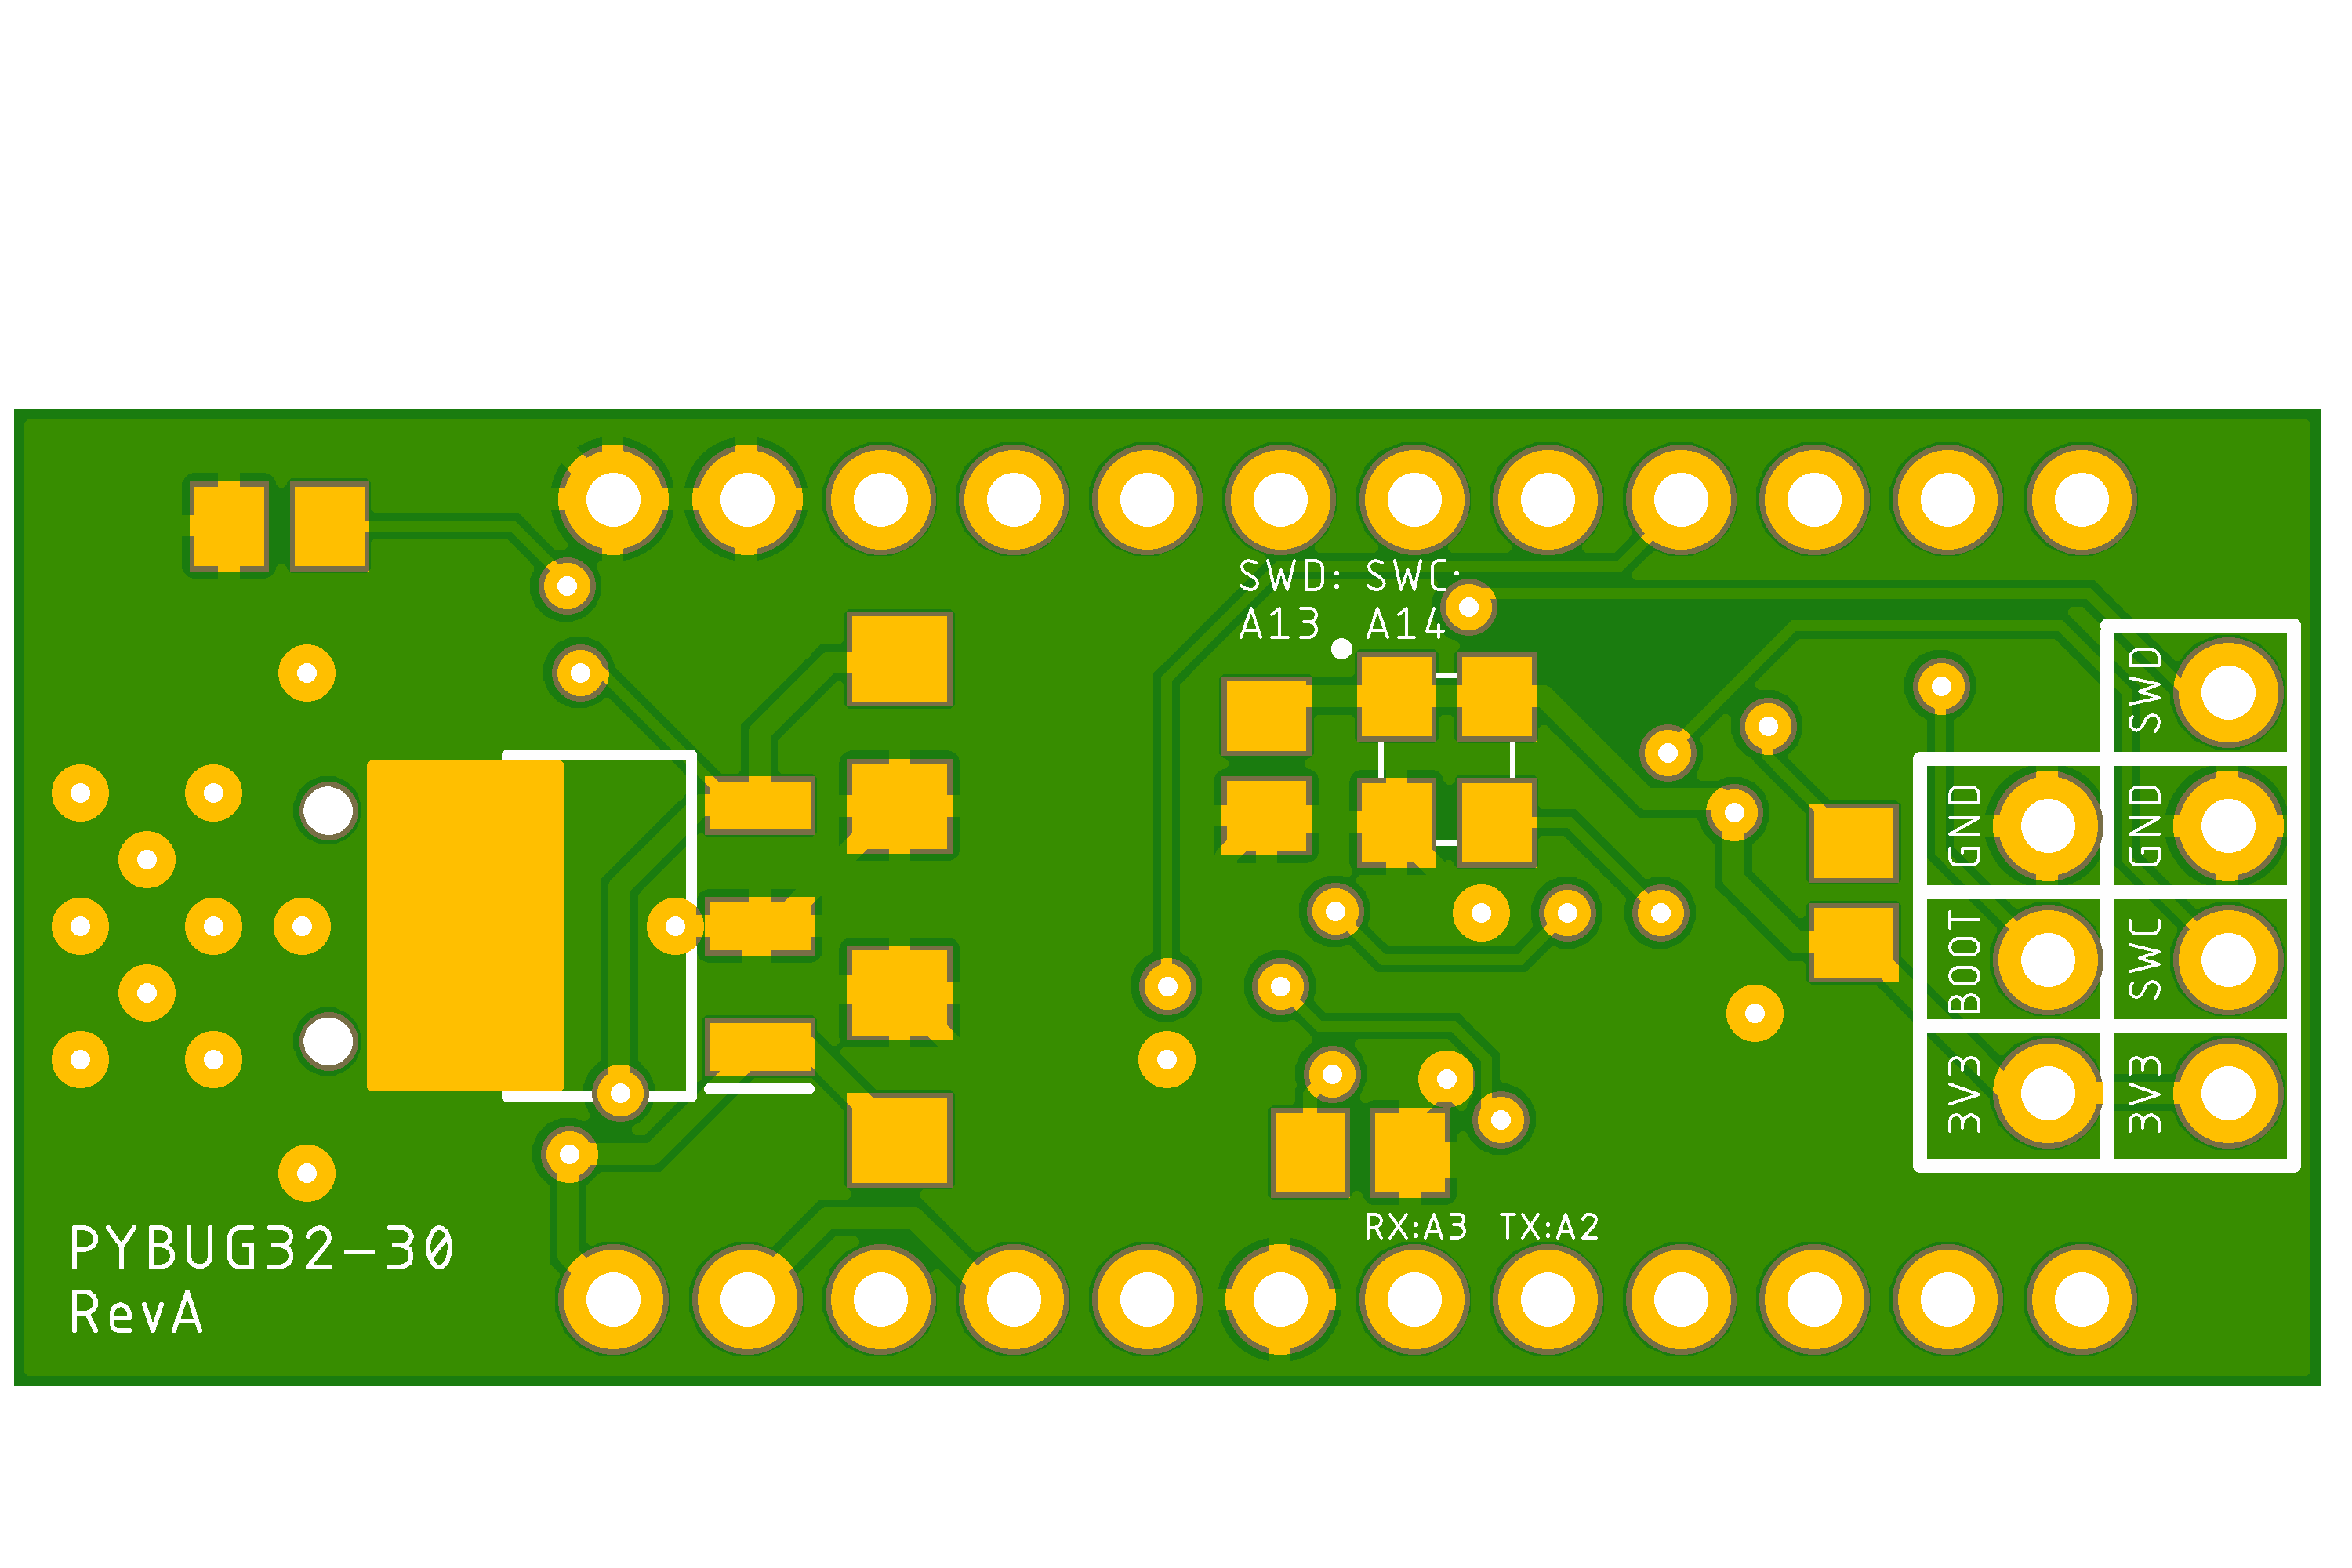 SWD: SWC:
A13 A14
SWD
GND GND
BOOT SWC
3V3 3V3
RX:A3 TX:A2
PYBUG32-30
RevA